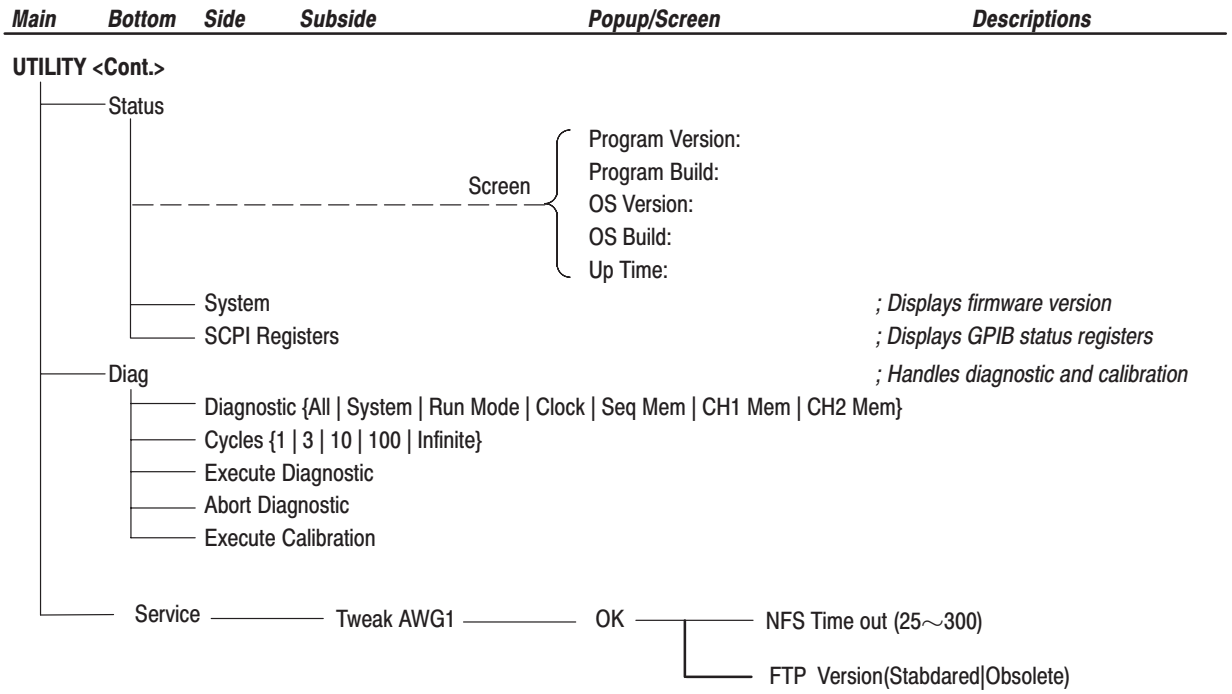 Main Bottom Side Subside Popup/Screen Descriptions
UTILITY <Cont.>
Status
Program Version:
Program Build:
Screen
OS Version:
OS Build:
Up Time:
System ; Displays firmware version
SCPI Registers ; Displays GPIB status registers
Diag ; Handles diagnostic and calibration
Diagnostic {All | System | Run Mode | Clock | Seq Mem | CH1 Mem | CH2 Mem}
Cycles {1 | 3 | 10 | 100 | Infinite}
Execute Diagnostic
Abort Diagnostic
Execute Calibration
Service Tweak AWG1 OK NFS Time out (25∼300)
FTP Version(Stabdared|Obsolete)